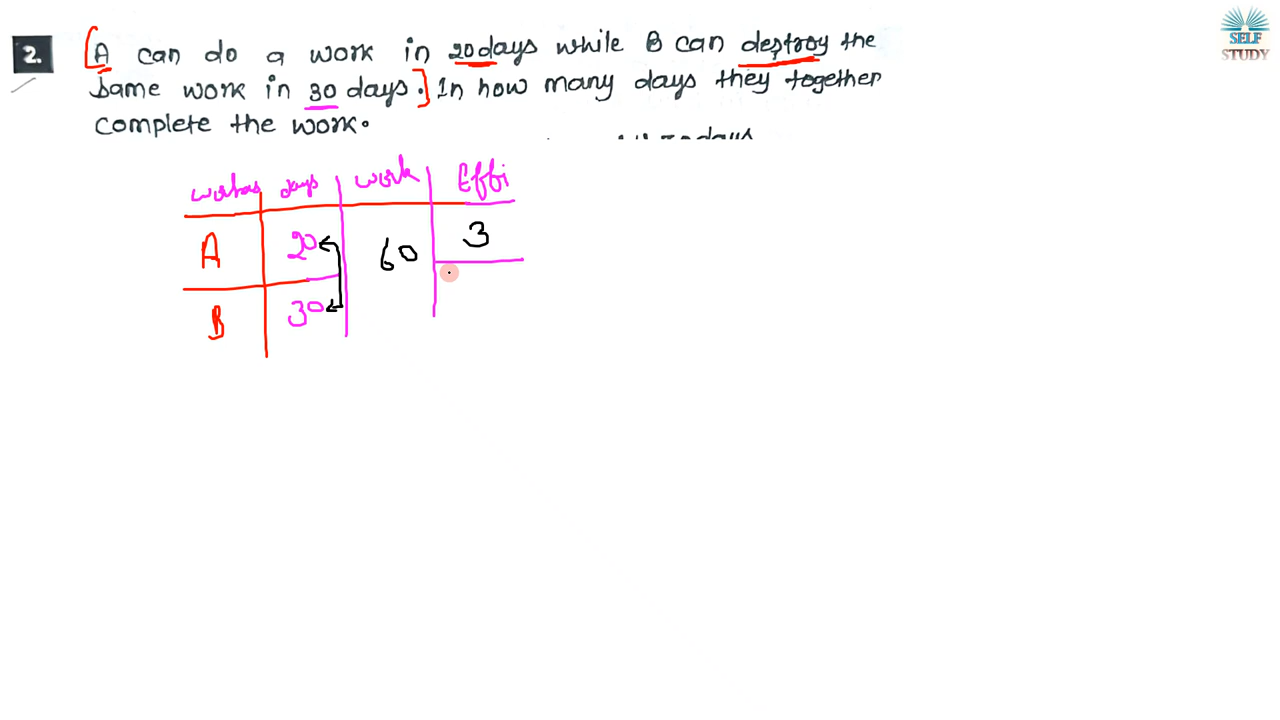 SELF
STUDY
2.
A can do a work in 20 days while B can destroy the
same work in 30 days. In how many days they together
complete the work.
days
days work Effi
A 20 60 3
B 30